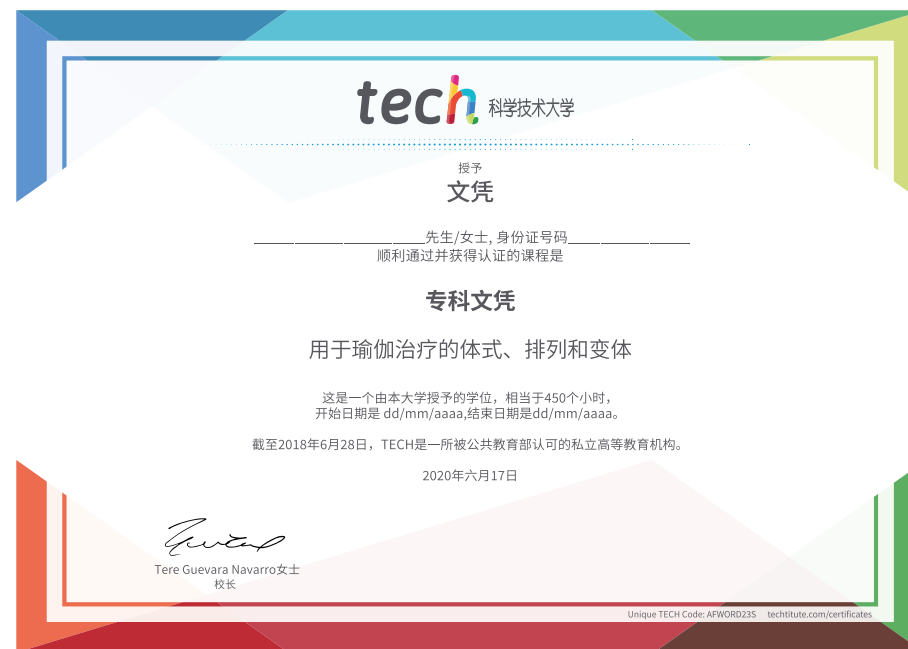 tech 科学技术大学
授予
文凭
先生/女士, 身份证号码
顺利通过并获得认证的课程是
专科文凭
用于瑜伽治疗的体式、排列和变体
这是一个由本大学授予的学位，相当于450个小时，
开始日期是 dd/mm/aaaa,结束日期是dd/mm/aaaa。
截至2018年6月28日，TECH是一所被公共教育部认可的私立高等教育机构。
2020年六月17日
Tere Guevara Navarro女士
校长
Unique TECH Code: AFWORD23S techtitute.com/certificates